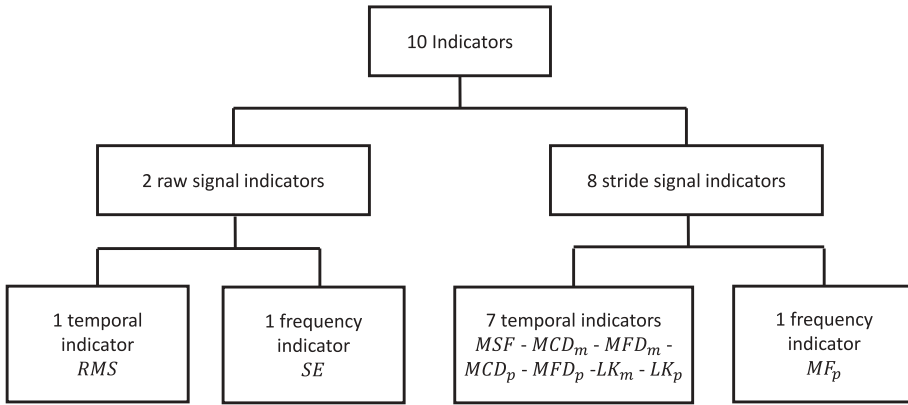 10 Indicators
2 raw signal indicators
8 stride signal indicators
1 temporal
indicator
RMS
1 frequency
indicator
SE
7 temporal indicators
MSF - MCD_m - MFD_m -
MCD_p - MFD_p -LK_m - LK_p
1 frequency
indicator
MF_p